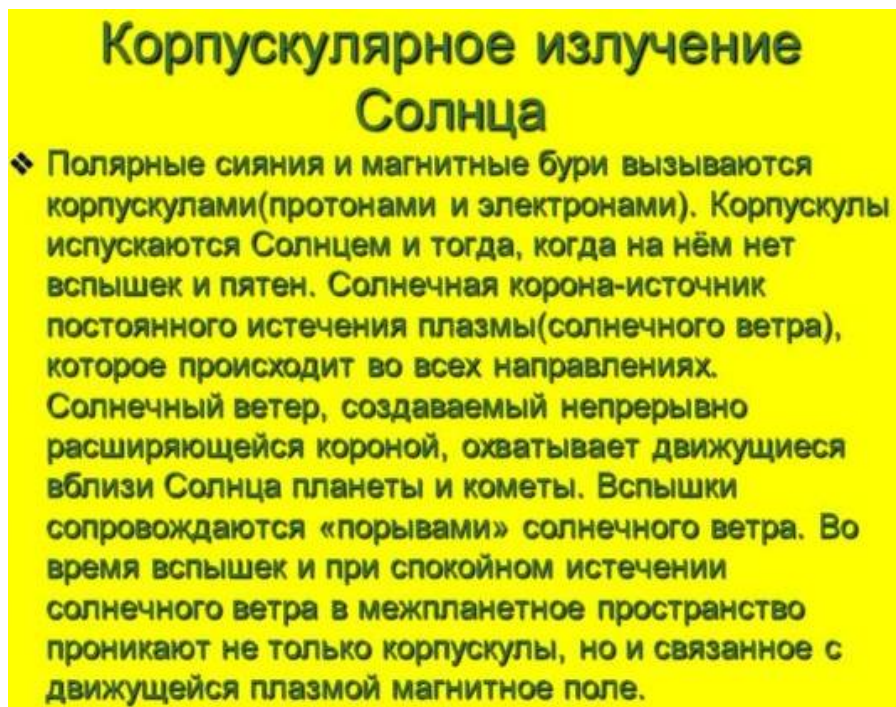 Корпускулярное излучение
Солнца
Полярные сияния и магнитные бури вызываются
корпускулами(протонами и электронами). Корпускулы
испускаются Солнцем и тогда, когда на нём нет
вспышек и пятен. Солнечная корона-источник
постоянного истечения плазмы(солнечного ветра),
которое происходит во всех направлениях.
Солнечный ветер, создаваемый непрерывно
расширяющейся короной, охватывает движущиеся
вблизи Солнца планеты и кометы. Вспышки
сопровождаются «порывами» солнечного ветра. Во
время вспышек и при спокойном истечении
солнечного ветра в межпланетное пространство
проникают не только корпускулы, но и связанное с
движущейся плазмой магнитное поле.